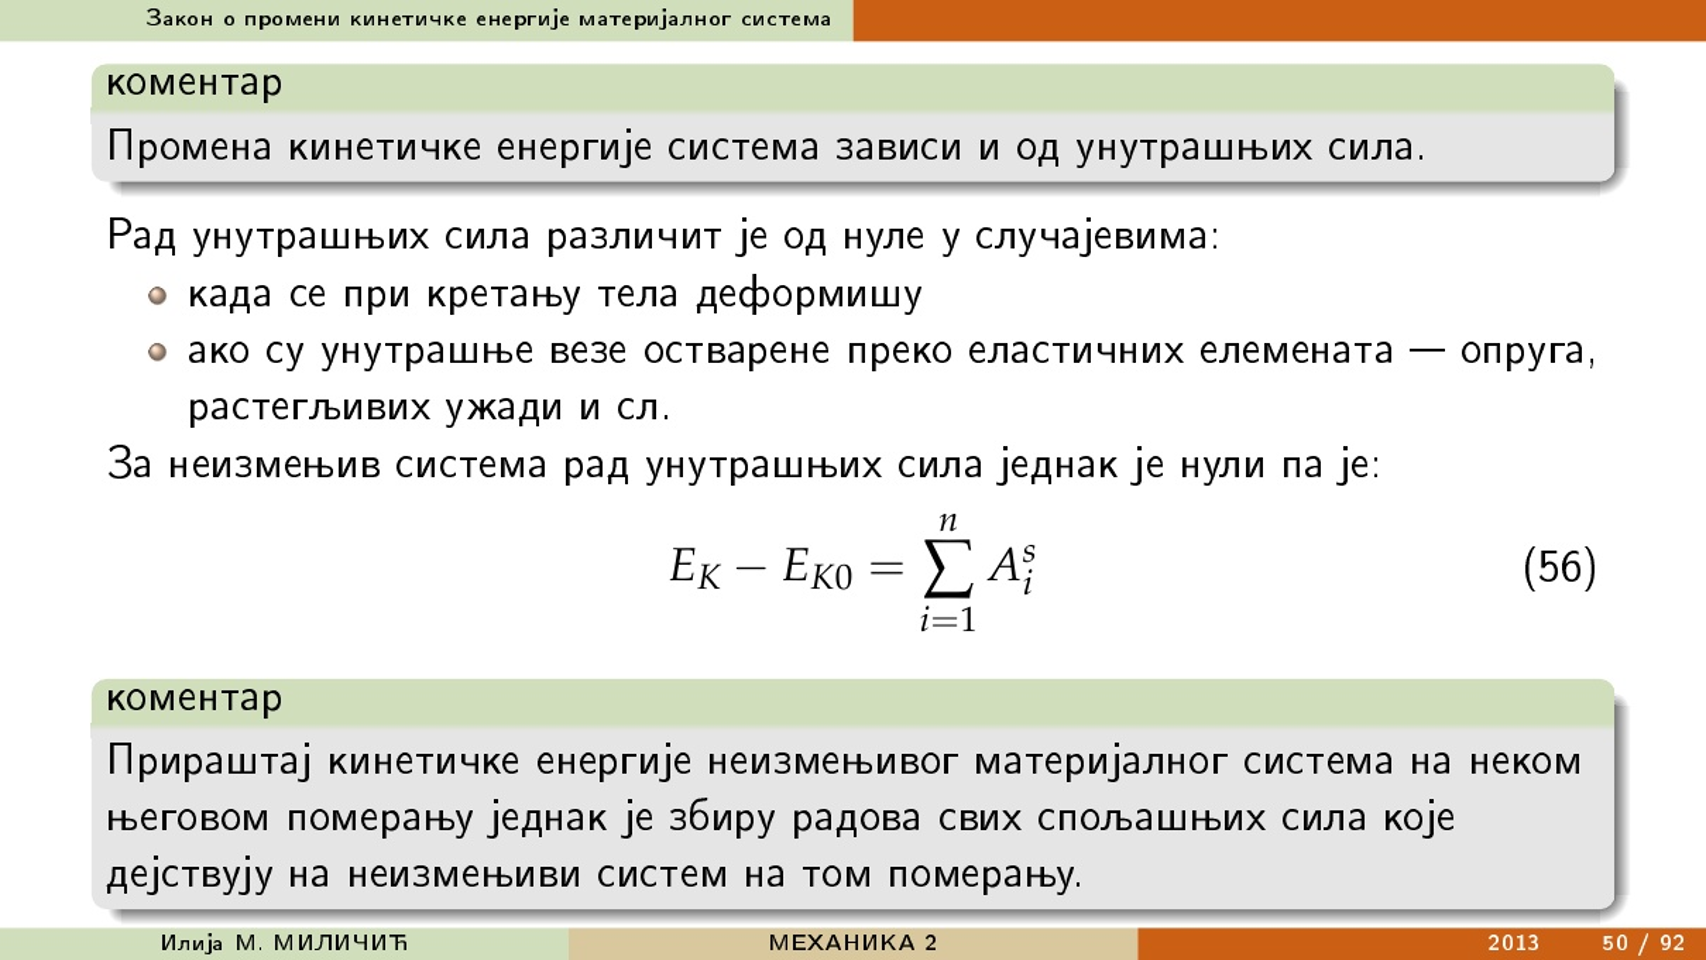 Закон о промени кинетичке енергије материјалног система
коментар
Промена кинетичке енергије система зависи и од унутрашњих сила.
Рад унутрашњих сила различит је од нуле у случајевима:
када се при кретању тела деформишу
ако су унутрашње везе остварене преко еластичних елемената — опруга,
растегљивих ужади и сл.
За неизмењив система рад унутрашњих сила једнак је нули па је:
$E_K - E_{K0} = \sum_{i=1}^{n} A_i^s$ (56)
коментар
Прираштај кинетичке енергије неизмењивог материјалног система на неком
његовом померању једнак је збиру радова свих спољашњих сила које
дејствују на неизмењиви систем на том померању.
Илија М. МИЛИЧИЋ МЕХАНИКА 2 2013 50 / 92